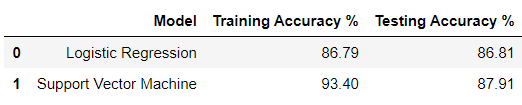 Model Training Accuracy % Testing Accuracy %
0 Logistic Regression 86.79 86.81
1 Support Vector Machine 93.40 87.91